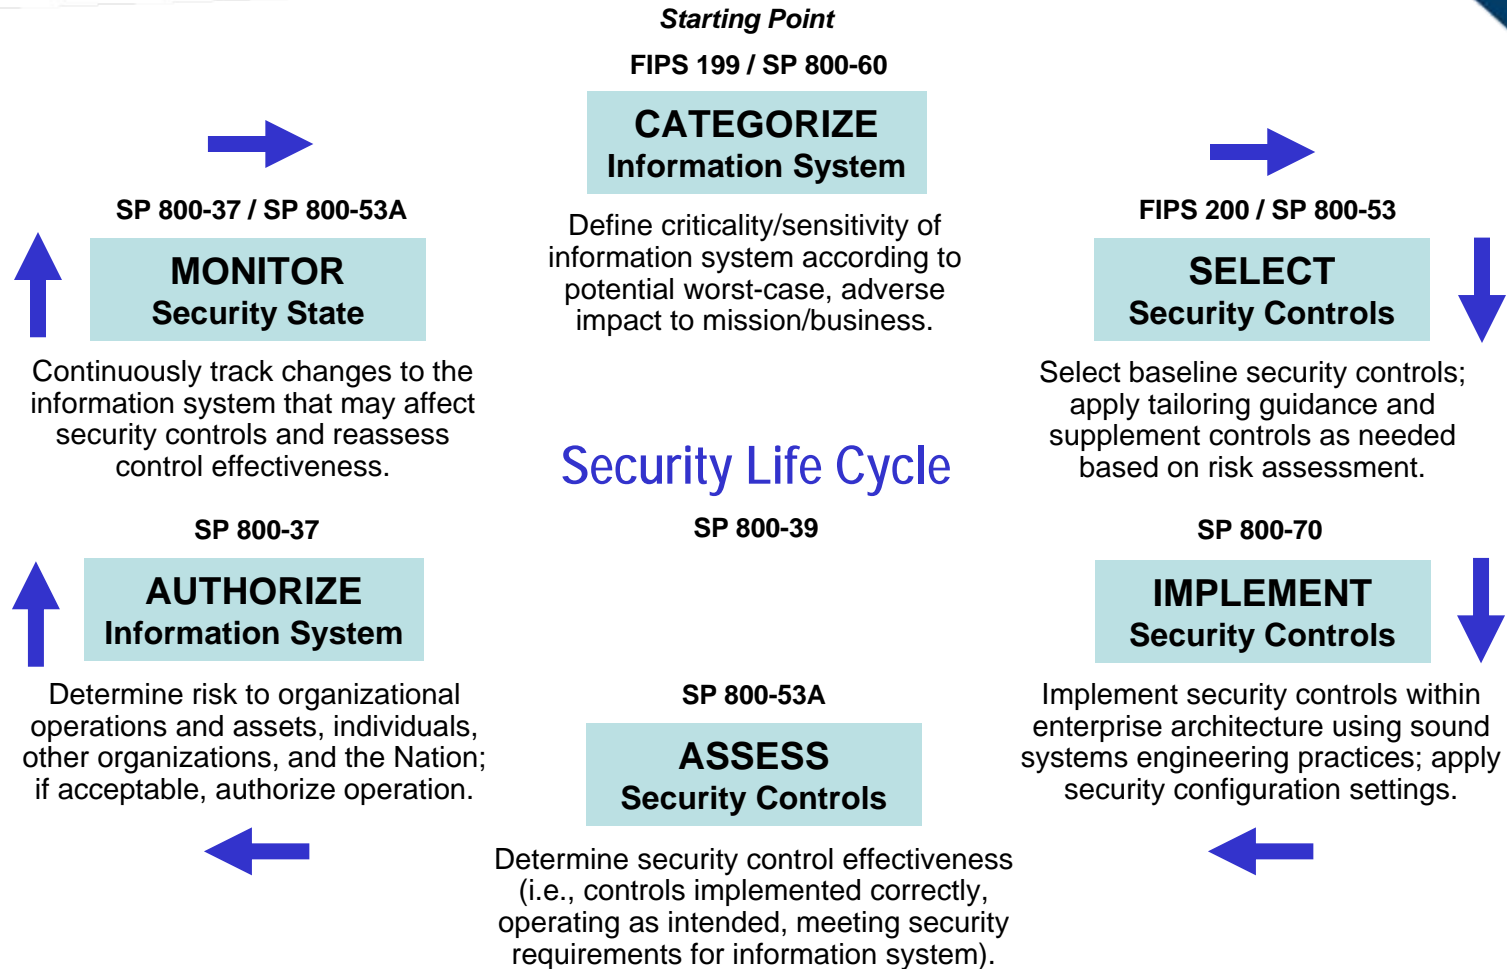 Starting Point
FIPS 199 / SP 800-60
CATEGORIZE
Information System
Define criticality/sensitivity of
information system according to
potential worst-case, adverse
impact to mission/business.
FIPS 200 / SP 800-53
SELECT
Security Controls
Select baseline security controls;
apply tailoring guidance and
supplement controls as needed
based on risk assessment.
SP 800-70
IMPLEMENT
Security Controls
Implement security controls within
enterprise architecture using sound
systems engineering practices; apply
security configuration settings.
SP 800-53A
ASSESS
Security Controls
Determine security control effectiveness
(i.e., controls implemented correctly,
operating as intended, meeting security
requirements for information system).
SP 800-37
AUTHORIZE
Information System
Determine risk to organizational
operations and assets, individuals,
other organizations, and the Nation;
if acceptable, authorize operation.
SP 800-37 / SP 800-53A
MONITOR
Security State
Continuously track changes to the
information system that may affect
security controls and reassess
control effectiveness.
Security Life Cycle
SP 800-39